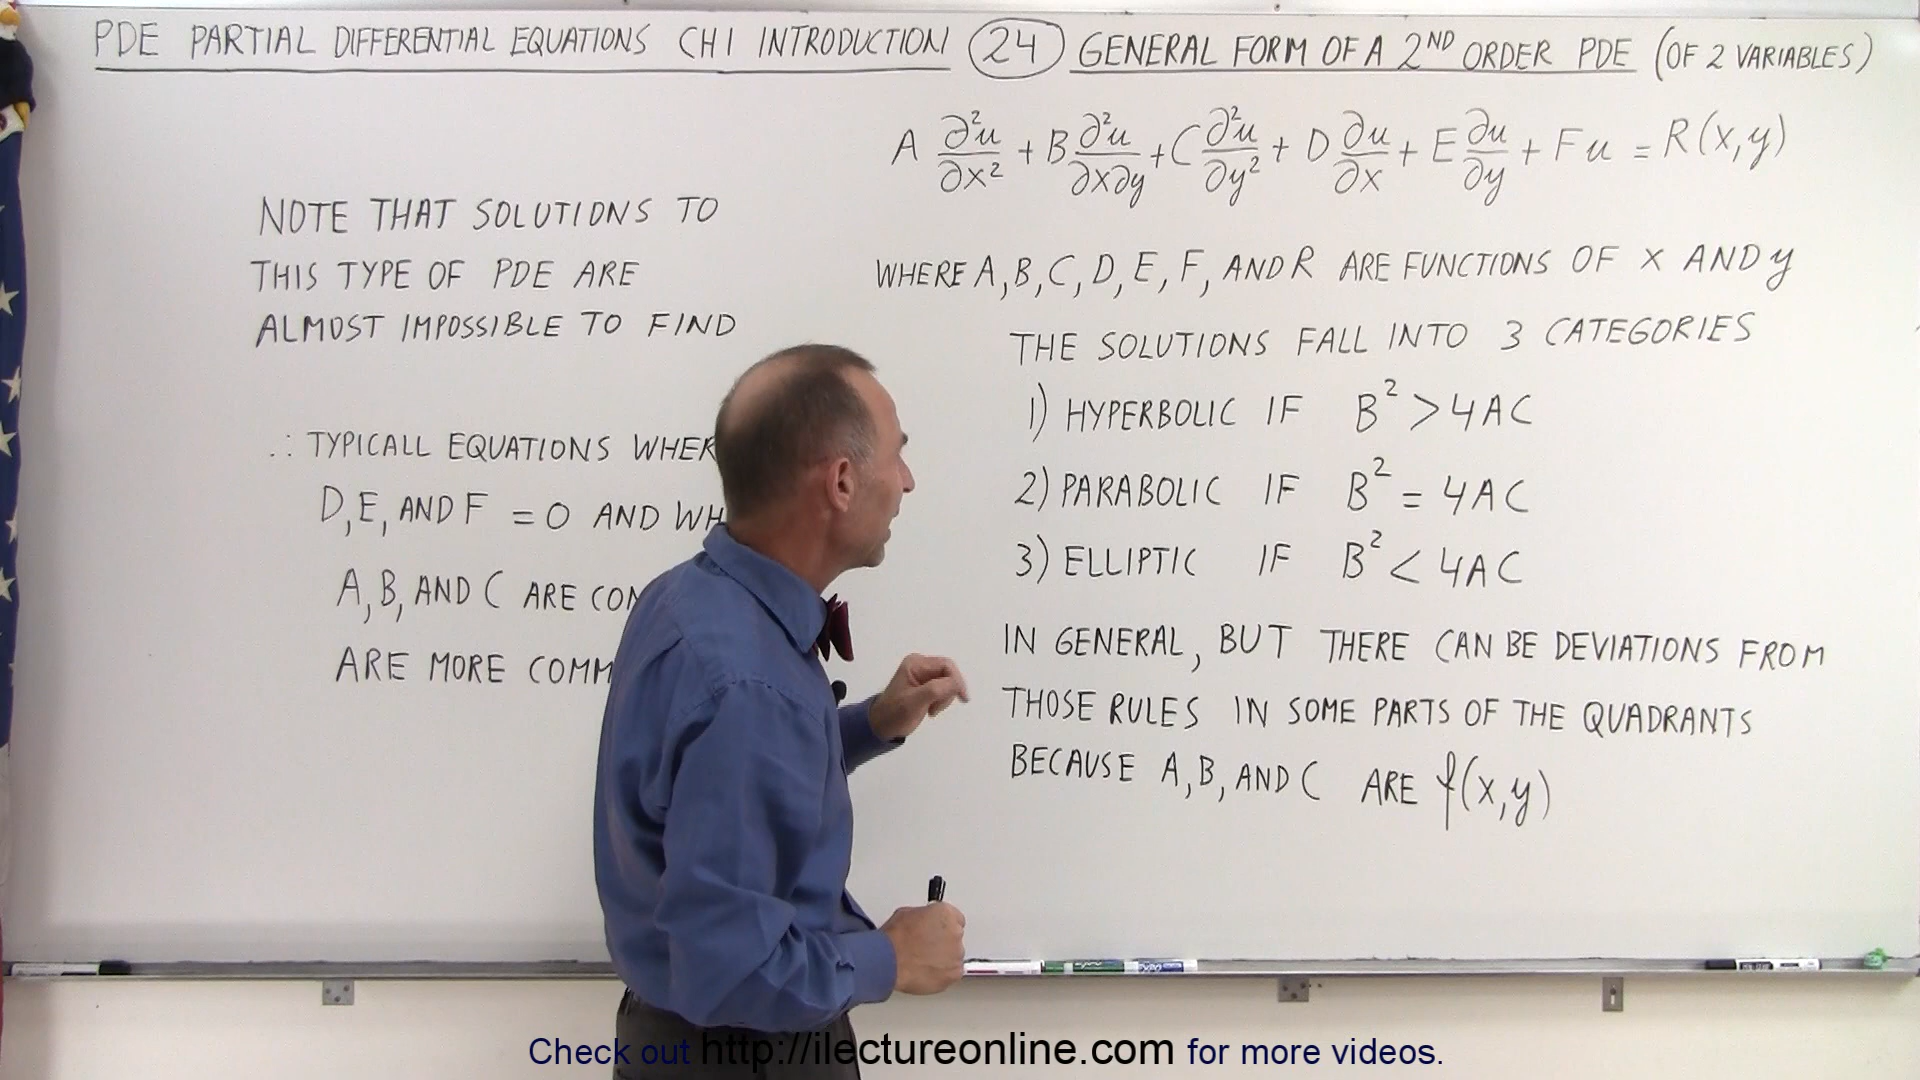 PDE PARTIAL DIFFERENTIAL EQUATIONS CH 1 INTRODUCTION 24 GENERAL FORM OF A 2ND ORDER PDE (OF 2 VARIABLES)
A ∂²u/∂x² + B ∂²u/∂x∂y + C ∂²u/∂y² + D ∂u/∂x + E ∂u/∂y + Fu = R(x,y)
NOTE THAT SOLUTIONS TO
THIS TYPE OF PDE ARE
ALMOST IMPOSSIBLE TO FIND
∴ TYPICALL EQUATIONS WHER
D, E, AND F = 0 AND WH
A, B, AND C ARE CON
ARE MORE COMM
WHERE A, B, C, D, E, F, AND R ARE FUNCTIONS OF X AND y
THE SOLUTIONS FALL INTO 3 CATEGORIES
1) HYPERBOLIC IF B² > 4AC
2) PARABOLIC IF B² = 4AC
3) ELLIPTIC IF B² < 4AC
IN GENERAL, BUT THERE CAN BE DEVIATIONS FROM
THOSE RULES IN SOME PARTS OF THE QUADRANTS
BECAUSE A, B, AND C ARE f(x,y)
Check out http://ilectureonline.com for more videos.